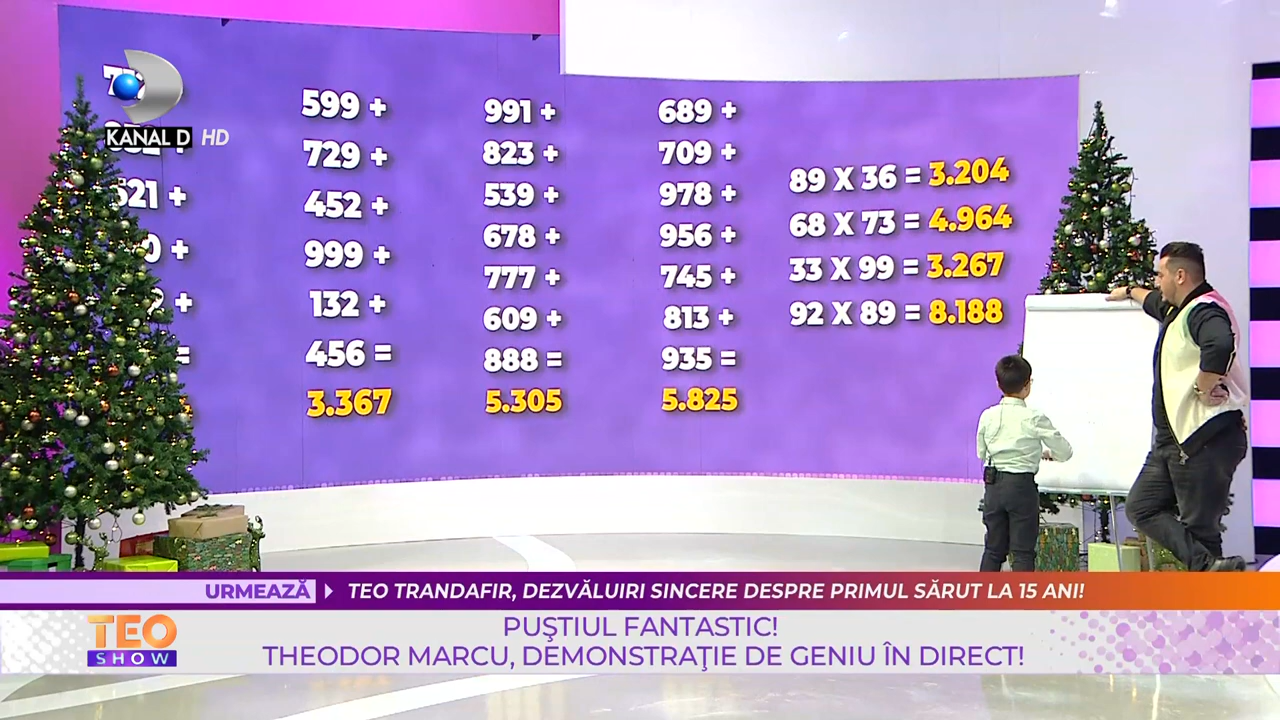 KANAL D HD
521 +
599 +
729 +
452 +
999 +
132 +
456 =
3.367
991 +
823 +
539 +
678 +
777 +
609 +
888 =
5.305
689 +
709 +
978 +
956 +
745 +
813 +
935 =
5.825
89 X 36 = 3.204
68 X 73 = 4.964
33 X 99 = 3.267
92 X 89 = 8.188
URMEAZĂ
TEO TRANDAFIR, DEZVĂLUIRI SINCERE DESPRE PRIMUL SĂRUT LA 15 ANI!
TEO
SHOW
PUŞTIUL FANTASTIC!
THEODOR MARCU, DEMONSTRAŢIE DE GENIU ÎN DIRECT!